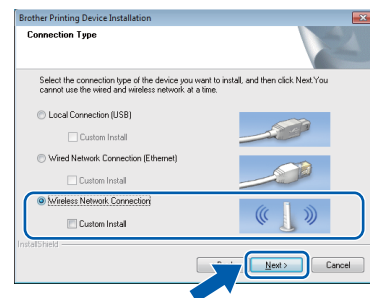 Brother Printing Device Installation
Connection Type
Select the connection type of the device you want to install, and then click Next. You
cannot use the wired and wireless network at a time.
Local Connection (USB)
Custom Install
Wired Network Connection (Ethernet)
Custom Install
Wireless Network Connection
Custom Install
InstallShield
Next > Cancel